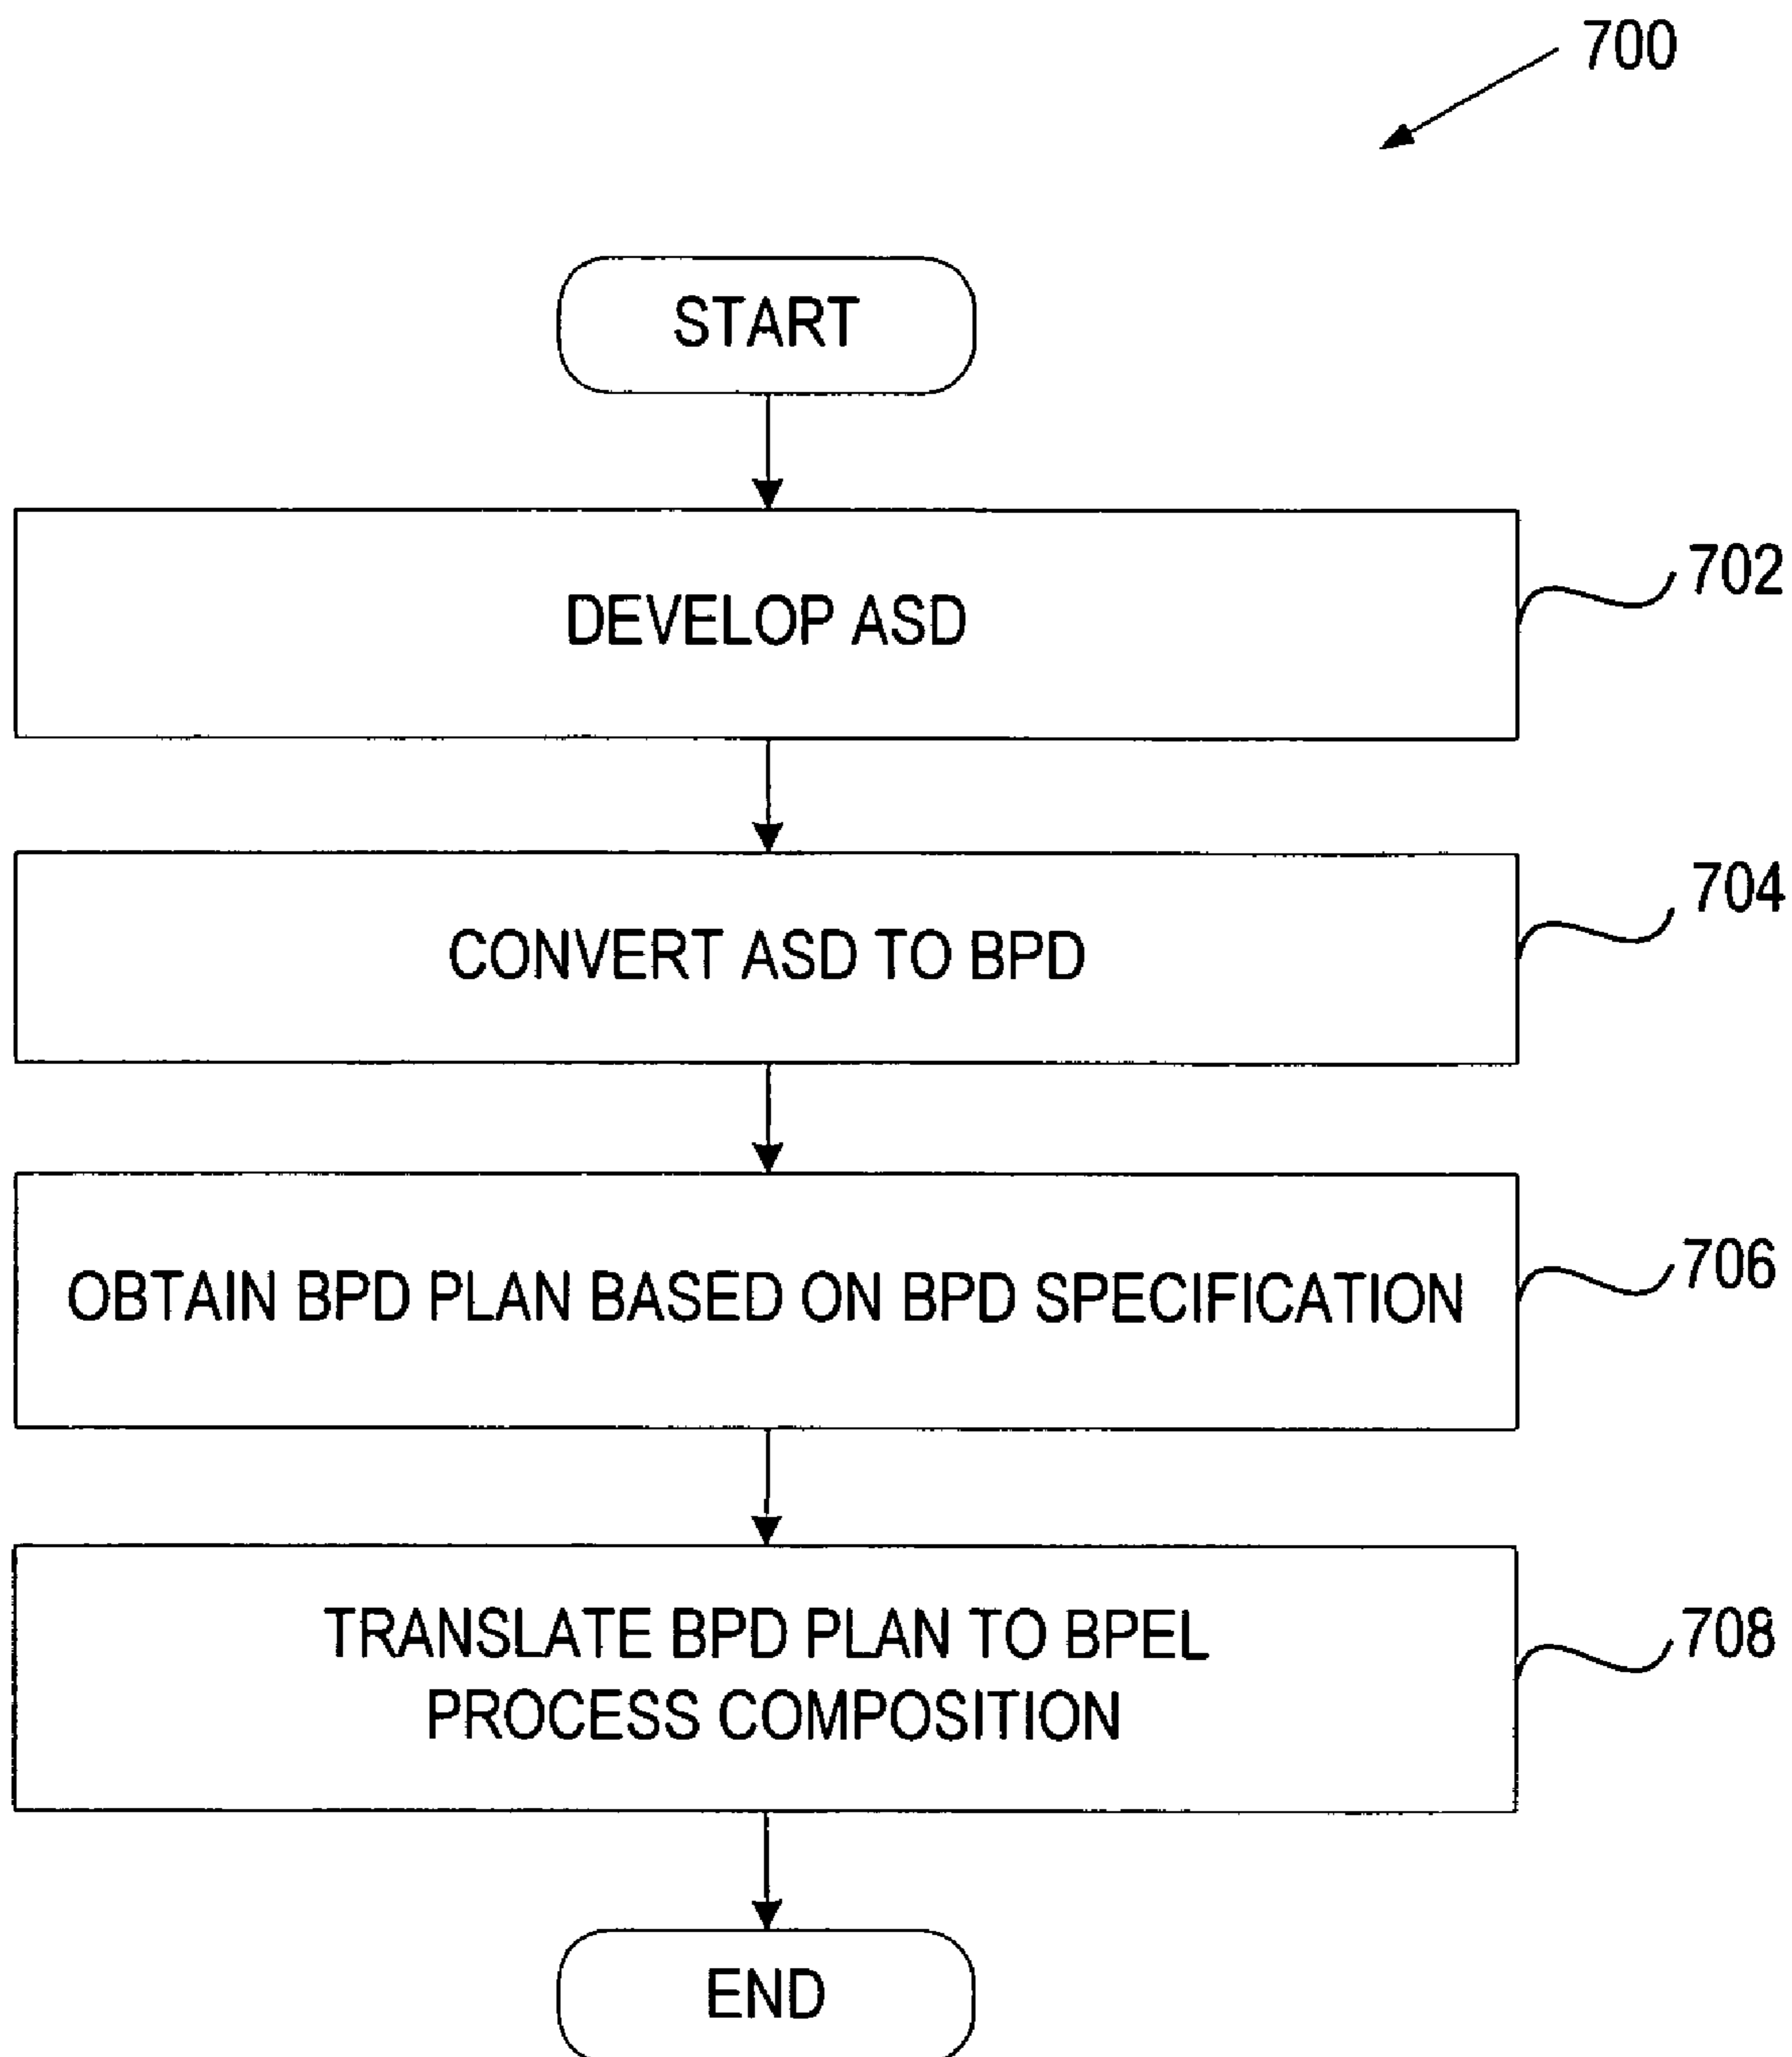 700
START
DEVELOP ASD
702
CONVERT ASD TO BPD
704
OBTAIN BPD PLAN BASED ON BPD SPECIFICATION
706
TRANSLATE BPD PLAN TO BPEL
PROCESS COMPOSITION
708
END